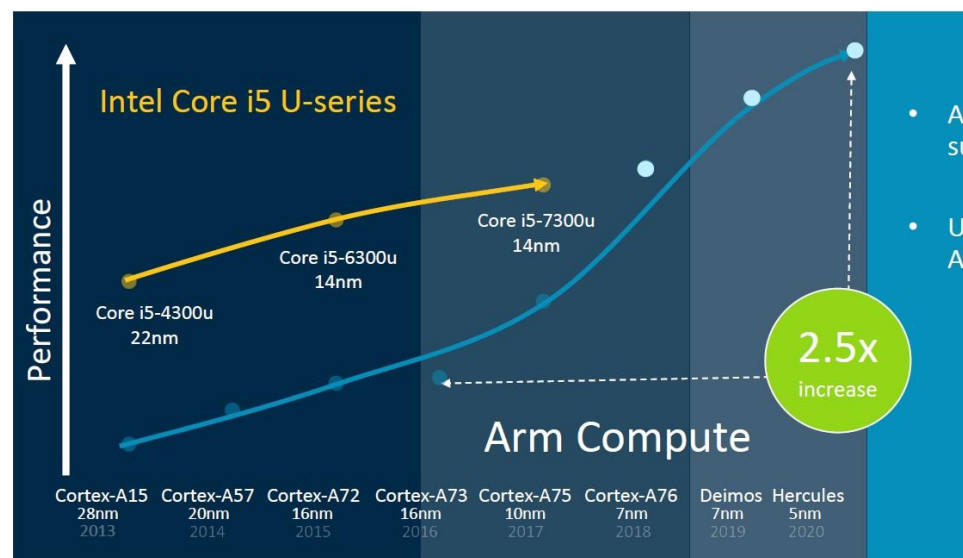 Performance
Intel Core i5 U-series
Core i5-4300u
22nm
Core i5-6300u
14nm
Core i5-7300u
14nm
2.5x
increase
Arm Compute
Cortex-A15
28nm
2013
Cortex-A57
20nm
2014
Cortex-A72
16nm
2015
Cortex-A73
16nm
2016
Cortex-A75
10nm
2017
Cortex-A76
7nm
2018
Deimos
7nm
2019
Hercules
5nm
2020